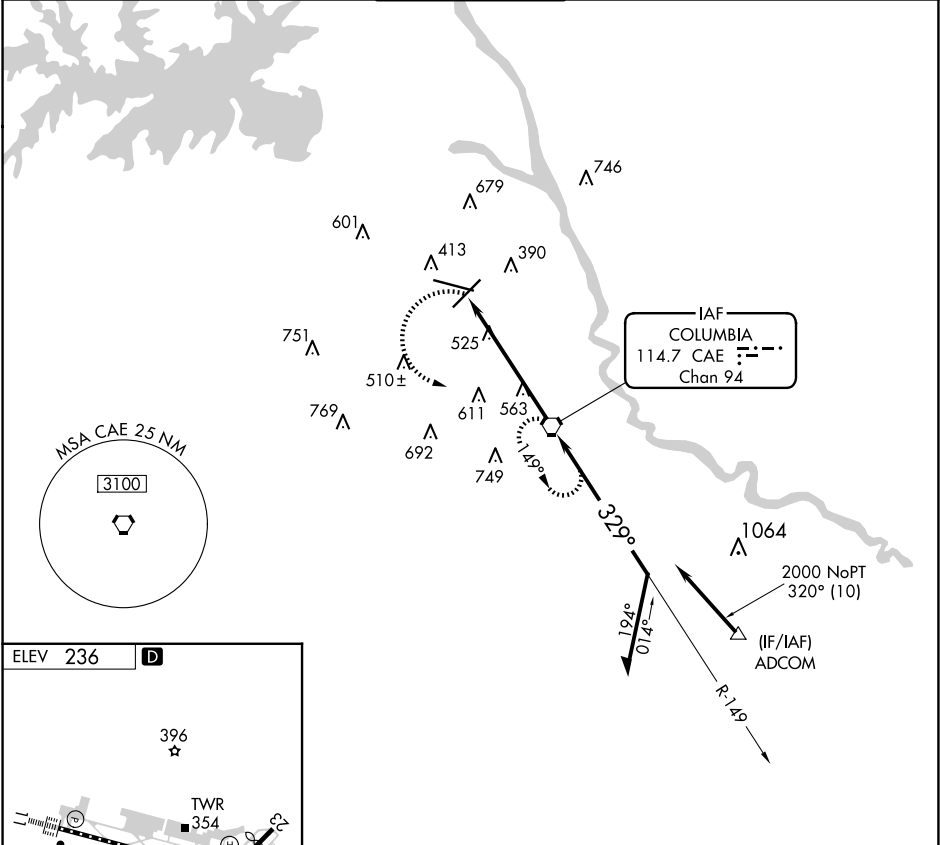 746
679
601
413
390
IAF
COLUMBIA
114.7 CAE
Chan 94
751
525
510±
611
563
769
692
749
MSA CAE 25 NM
3100
149°
329°
1064
2000 NoPT
320° (10)
194°
014°
(IF/IAF)
ADCOM
R-149
ELEV 236 D
396
TWR
354
11
23
P
H